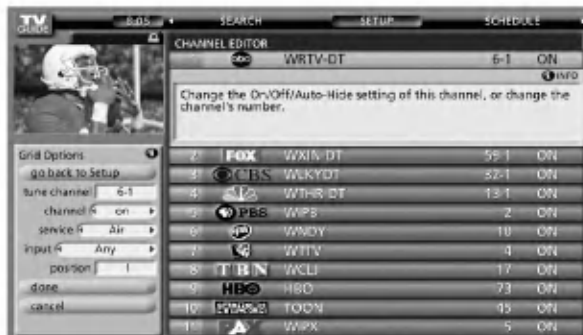 TV GUIDE
8:05
SEARCH
SETUP
SCHEDULE
CHANNEL EDITOR
abc WRTV-DT 6-1 ON
INFO
Change the On/Off/Auto-Hide setting of this channel, or change the channel's number.
Grid Options
go back to Setup
tune channel 6-1
channel on
service Air
input Any
position 1
done
cancel
2 FOX WXIN-DT 59-1 ON
3 CBS WLKYDT 32-1 ON
4 WTHR-DT 13-1 ON
5 PBS WIPB 2 ON
6 WNDY 10 ON
7 WTTV 4 ON
8 TBN WCLJ 17 ON
9 HBO HBO 73 ON
10 TOON 45 ON
11 WIPX ON